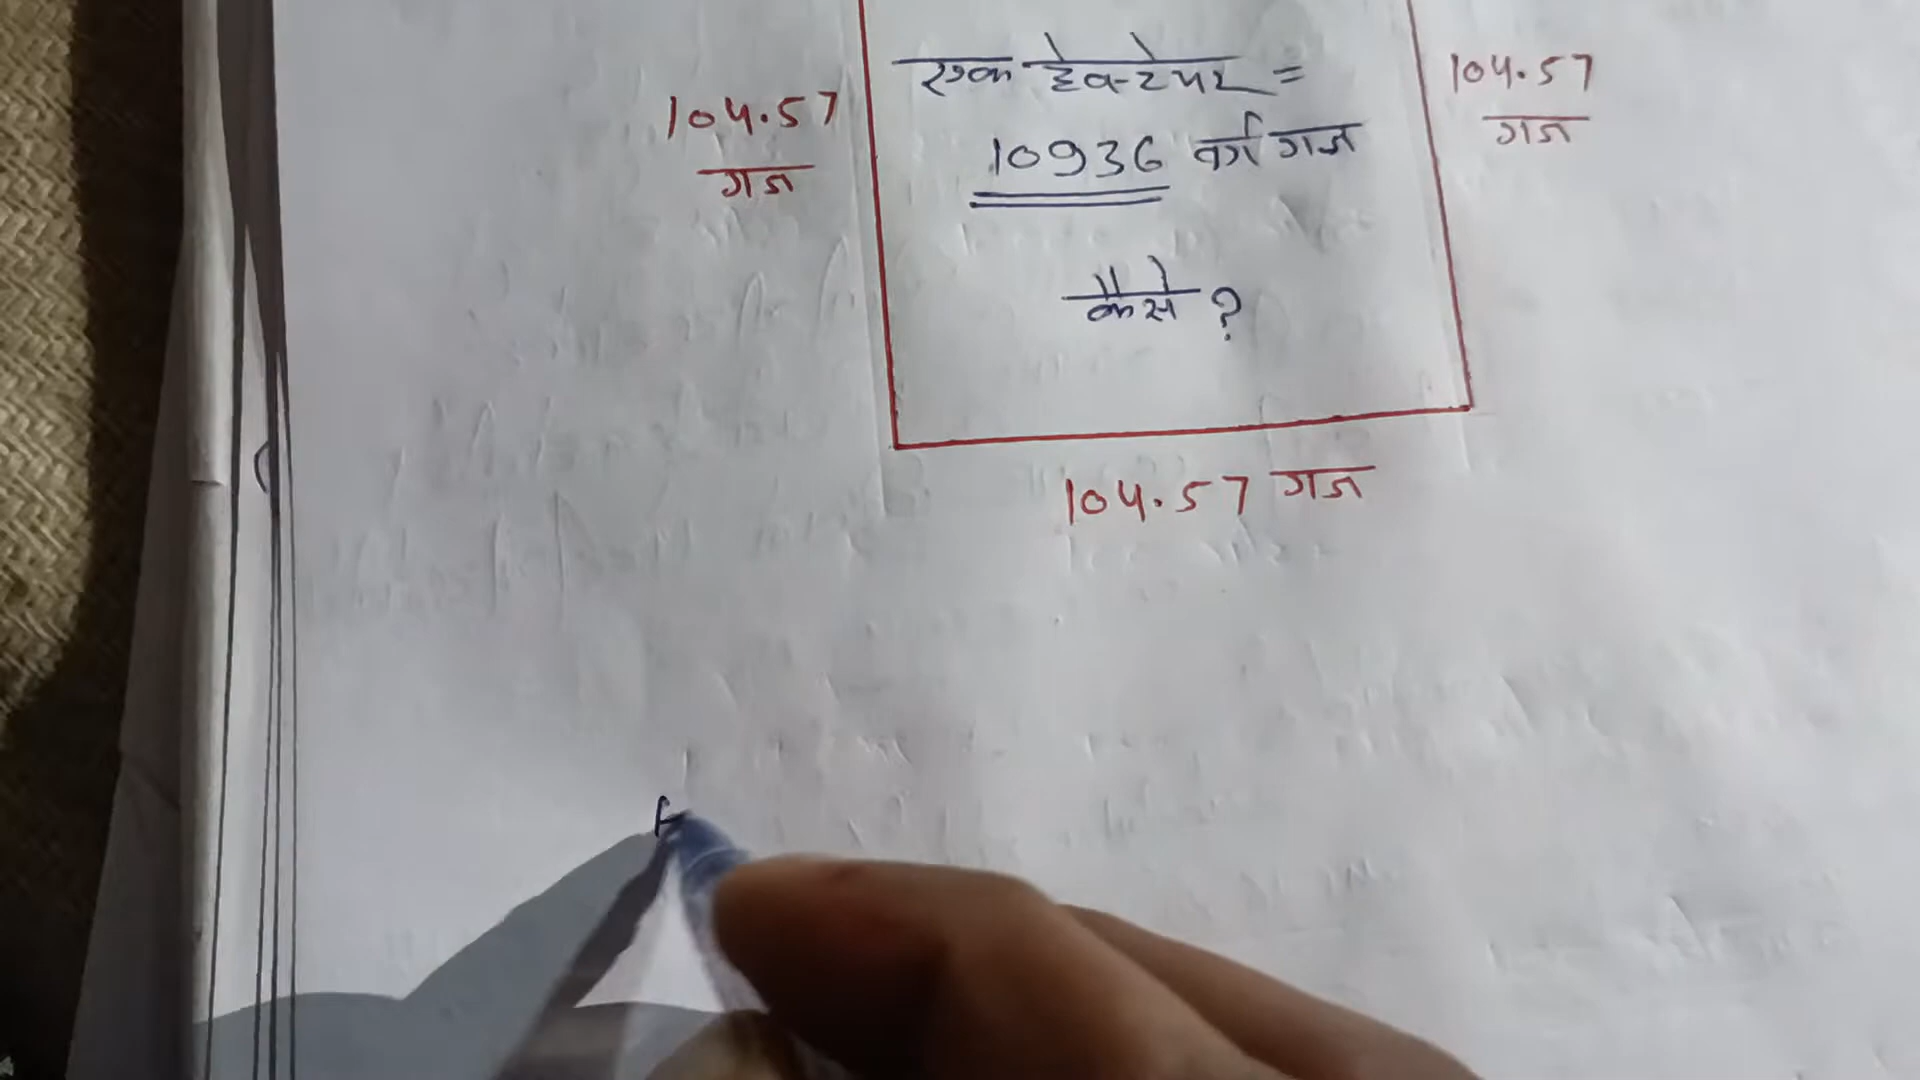 एक हेक्टेयर =
104.57
गज
10936 वर्ग गज
104.57
गज
कैसे ?
104.57 गज